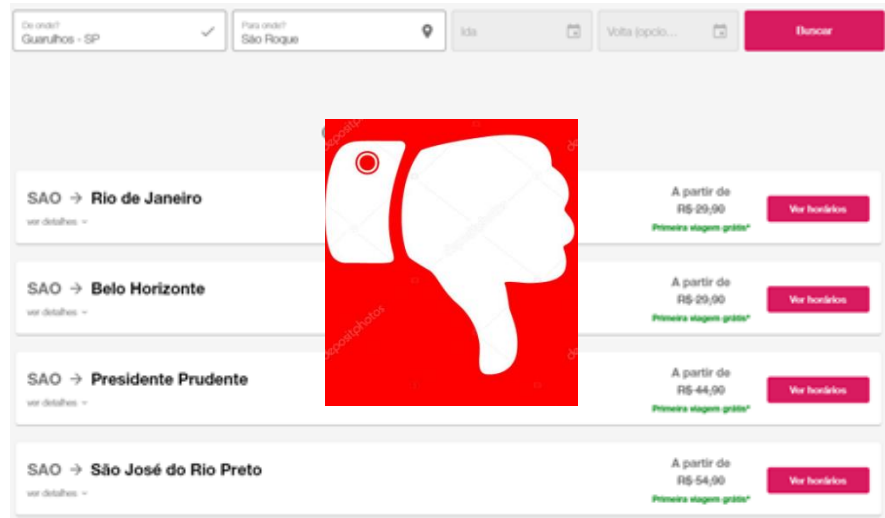 De onde?
Guarulhos - SP
Para onde?
São Roque
Ida
Volta (opcio...
Buscar
SAO → Rio de Janeiro
ver detalhes
A partir de
R$ 29,90
Primeira viagem grátis*
Ver horários
SAO → Belo Horizonte
ver detalhes
A partir de
R$ 29,90
Primeira viagem grátis*
Ver horários
SAO → Presidente Prudente
ver detalhes
A partir de
R$ 44,90
Primeira viagem grátis*
Ver horários
SAO → São José do Rio Preto
ver detalhes
A partir de
R$ 54,90
Primeira viagem grátis*
Ver horários
depositphotos
depositphotos
depositphotos